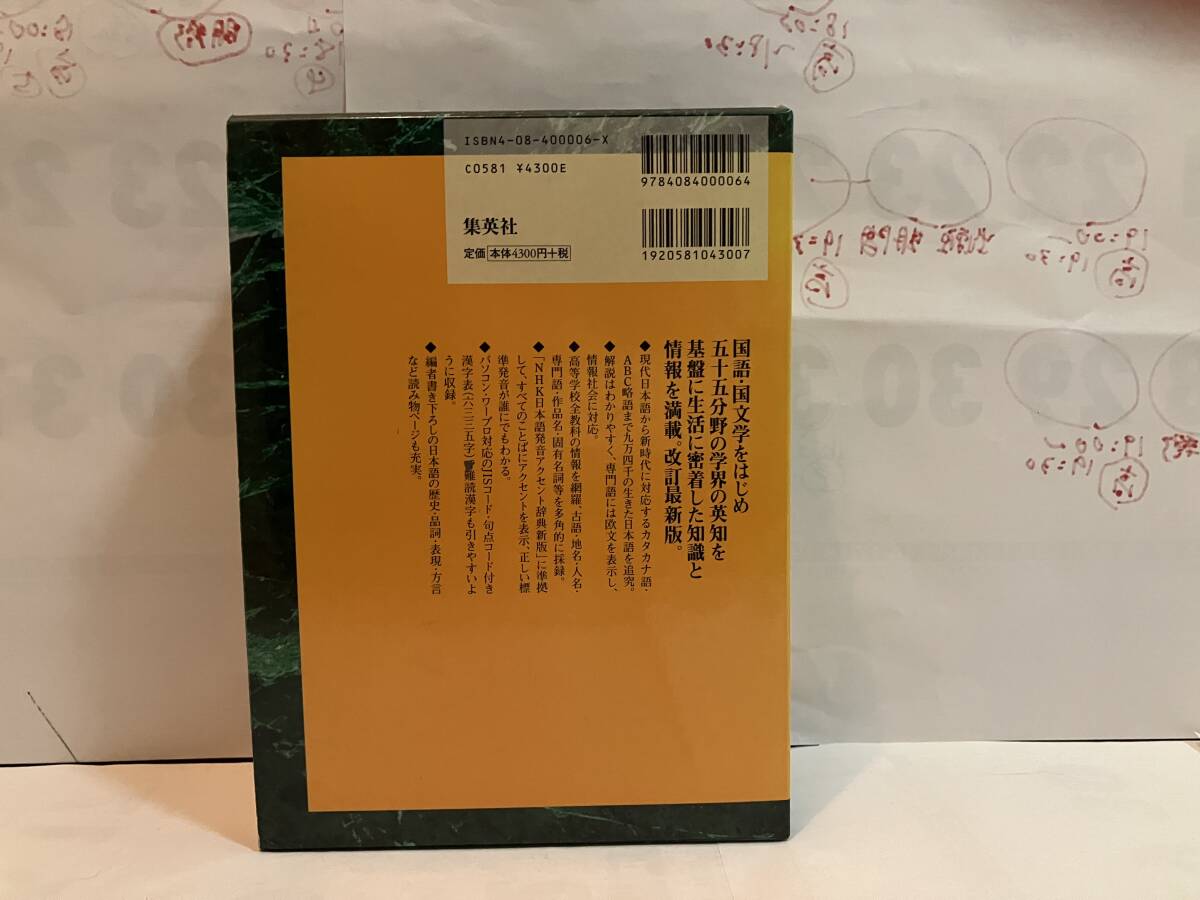 ISBN4-08-400006-X
C0581 ¥4300E
9784084000064
集英社
定価 本体4300円+税
1920581043007
国語・国文学をはじめ
五十五分野の学界の英知を
基盤に生活に密着した知識と
情報を満載。改訂最新版。
◆現代日本語から新時代に対応するカタカナ語・
ABC略語まで九万四千の生きた日本語を追究。
◆解説はわかりやすく、専門語には欧文を表示し、
情報社会に対応。
◆高等学校全教科の情報を網羅、古語・地名・人名・
専門語・作品名・固有名詞等を多角的に採録。
◆「NHK日本語発音アクセント辞典新版」に準拠
して、すべてのことばにアクセントを表示、正しい標
準発音が誰にでもわかる。
◆パソコン・ワープロ対応のJISコード・句点コード付き
漢字表(六三五字)難読漢字も引きやすいよ
うに収録。
◆編者書き下ろしの日本語の歴史・品詞・表現・方言
など読み物ページも充実。